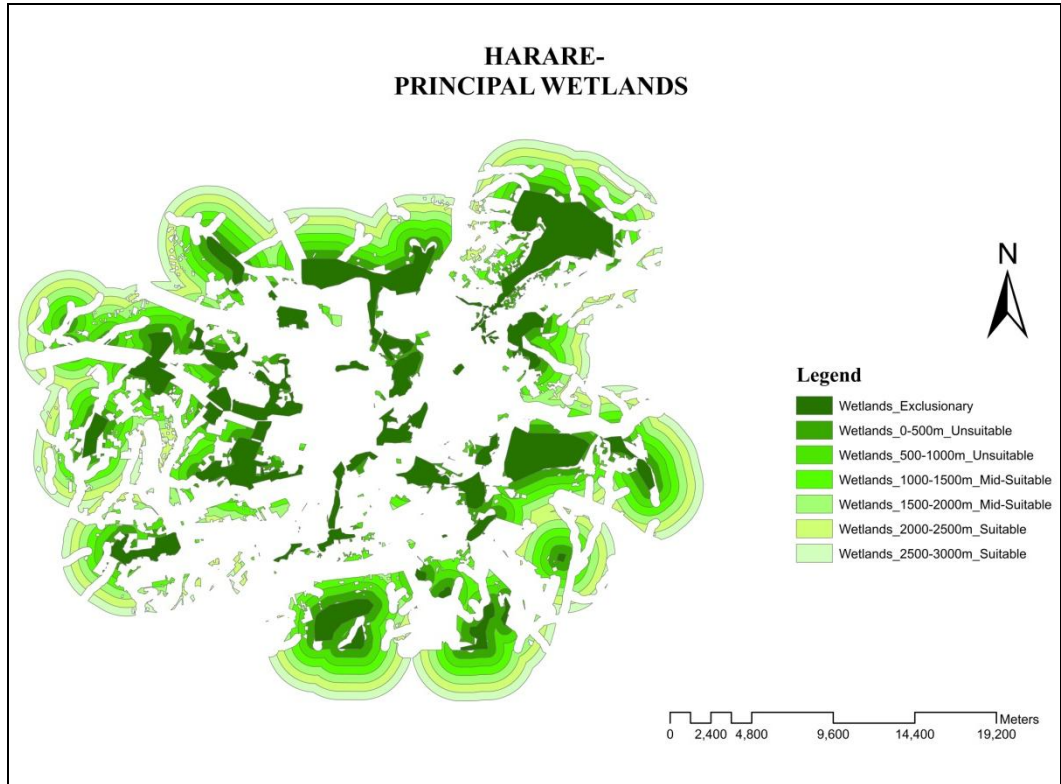 HARARE-
PRINCIPAL WETLANDS
N
Legend
Wetlands_Exclusionary
Wetlands_0-500m_Unsuitable
Wetlands_500-1000m_Unsuitable
Wetlands_1000-1500m_Mid-Suitable
Wetlands_1500-2000m_Mid-Suitable
Wetlands_2000-2500m_Suitable
Wetlands_2500-3000m_Suitable
Meters
0 2,400 4,800 9,600 14,400 19,200